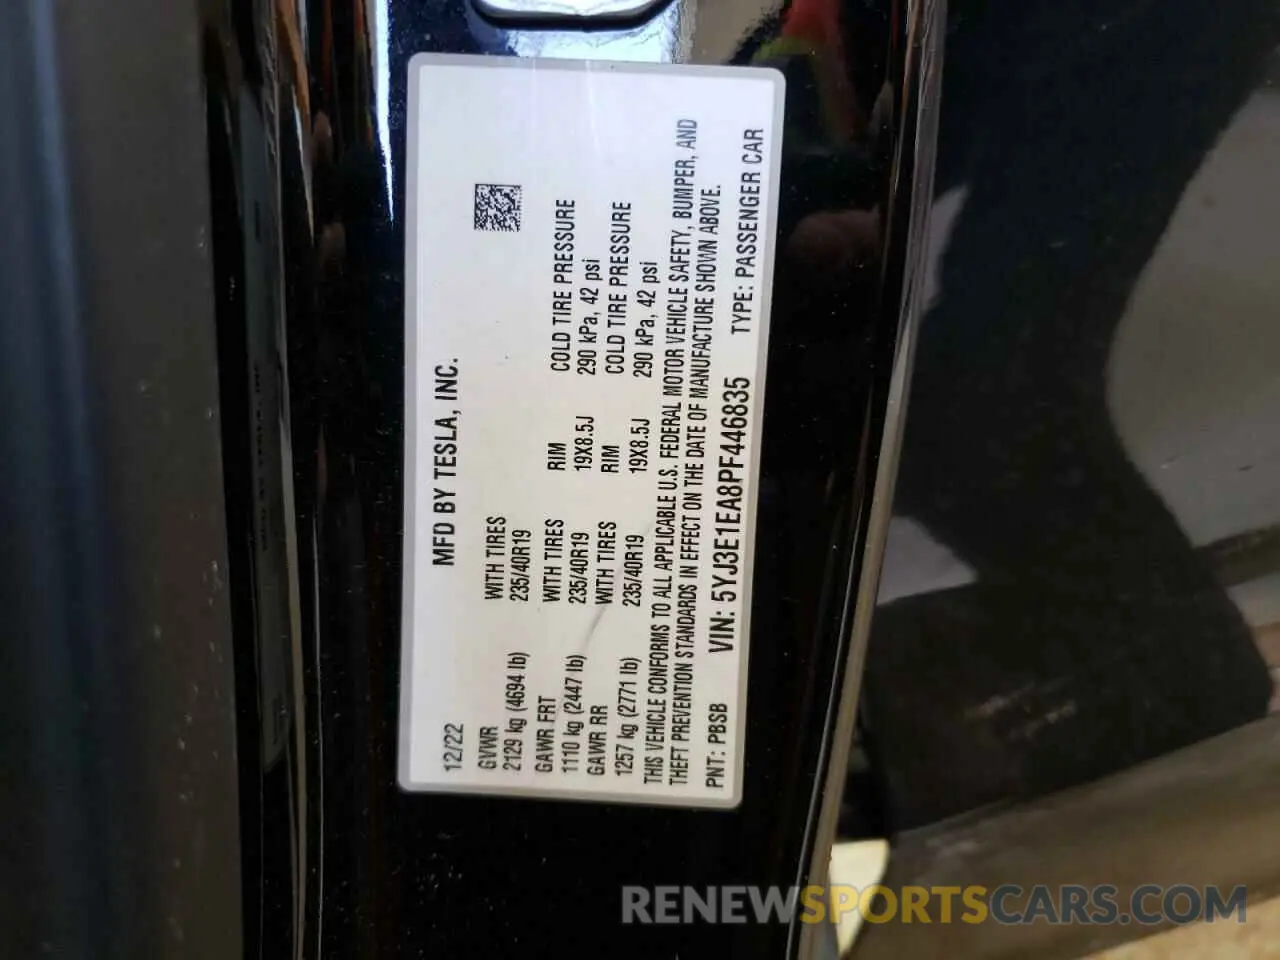 MFD BY TESLA, INC.
12/22
GVWR WITH TIRES
2129 kg (4694 lb) 235/40R19
GAWR FRT WITH TIRES RIM COLD TIRE PRESSURE
1110 kg (2447 lb) 235/40R19 19X8.5J 290 kPa, 42 psi
GAWR RR WITH TIRES RIM COLD TIRE PRESSURE
1257 kg (2771 lb) 235/40R19 19X8.5J 290 kPa, 42 psi
THIS VEHICLE CONFORMS TO ALL APPLICABLE U.S. FEDERAL MOTOR VEHICLE SAFETY, BUMPER, AND
THEFT PREVENTION STANDARDS IN EFFECT ON THE DATE OF MANUFACTURE SHOWN ABOVE.
PNT: PBSB VIN: 5YJ3E1EA8PF446835 TYPE: PASSENGER CAR
RENEWSPORTSCARS.COM